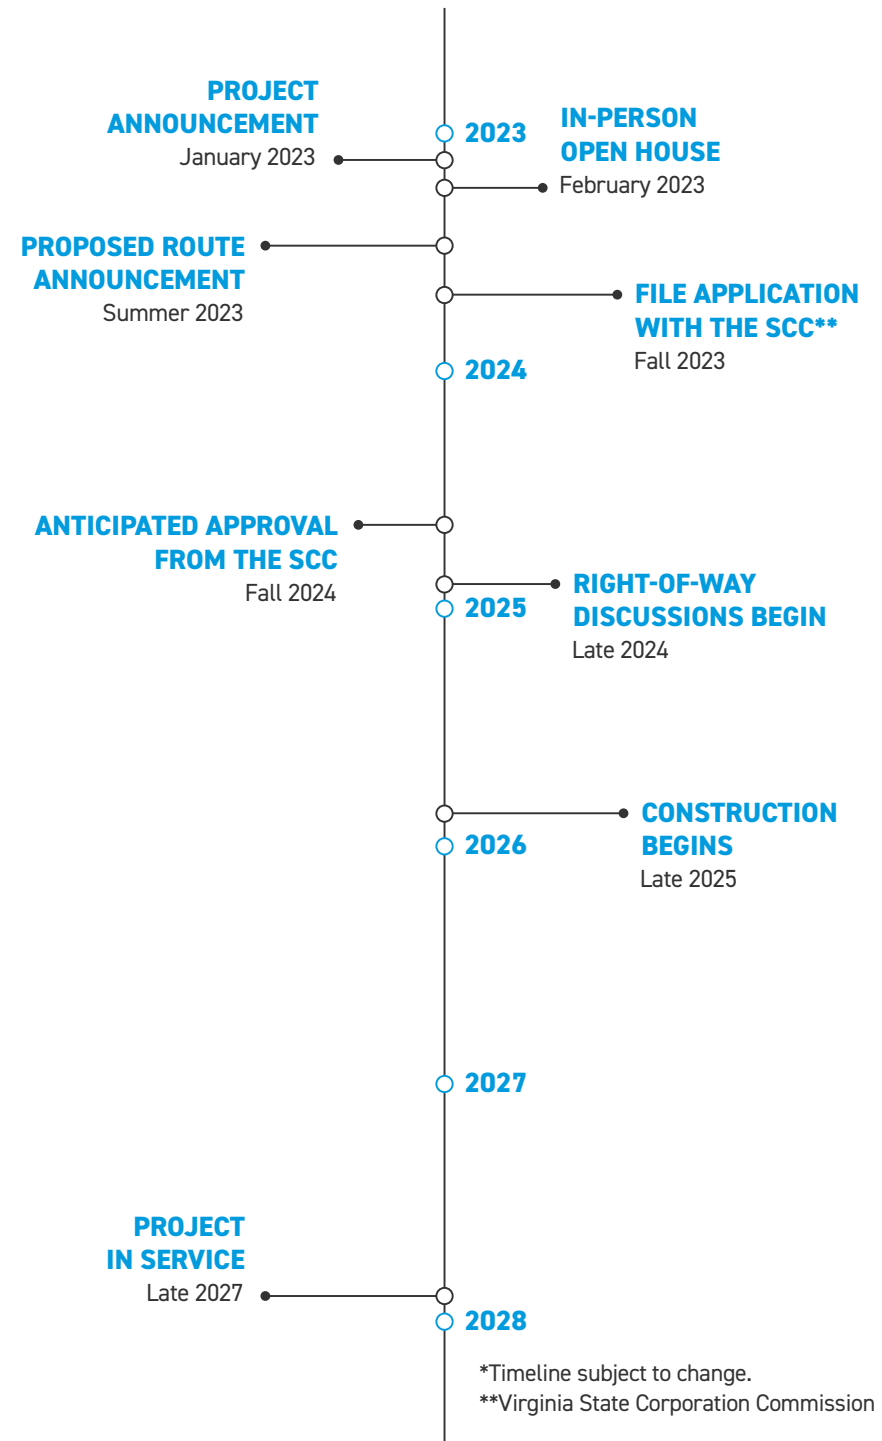 PROJECT
ANNOUNCEMENT
January 2023
2023
IN-PERSON
OPEN HOUSE
February 2023
PROPOSED ROUTE
ANNOUNCEMENT
Summer 2023
FILE APPLICATION
WITH THE SCC**
Fall 2023
2024
ANTICIPATED APPROVAL
FROM THE SCC
Fall 2024
RIGHT-OF-WAY
DISCUSSIONS BEGIN
Late 2024
2025
CONSTRUCTION
BEGINS
Late 2025
2026
2027
PROJECT
IN SERVICE
Late 2027
2028
*Timeline subject to change.
**Virginia State Corporation Commission